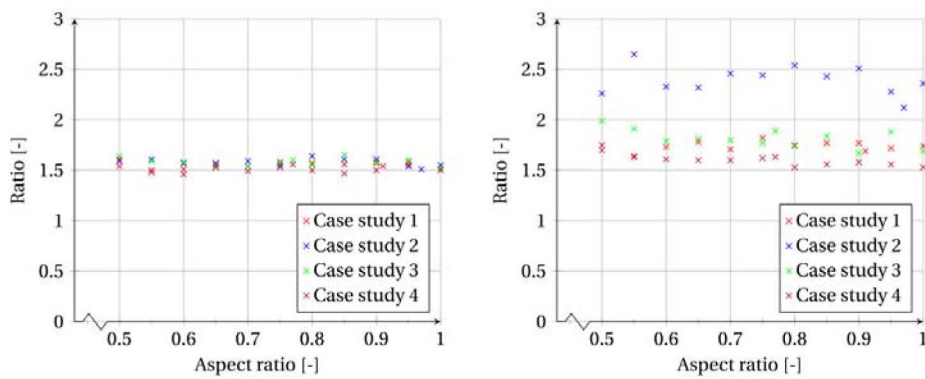 3
2.5
2
1.5
1
0.5
0
Ratio [-]
0.5 0.6 0.7 0.8 0.9 1
Aspect ratio [-]
Case study 1
Case study 2
Case study 3
Case study 4
3
2.5
2
1.5
1
0.5
0
Ratio [-]
0.5 0.6 0.7 0.8 0.9 1
Aspect ratio [-]
Case study 1
Case study 2
Case study 3
Case study 4